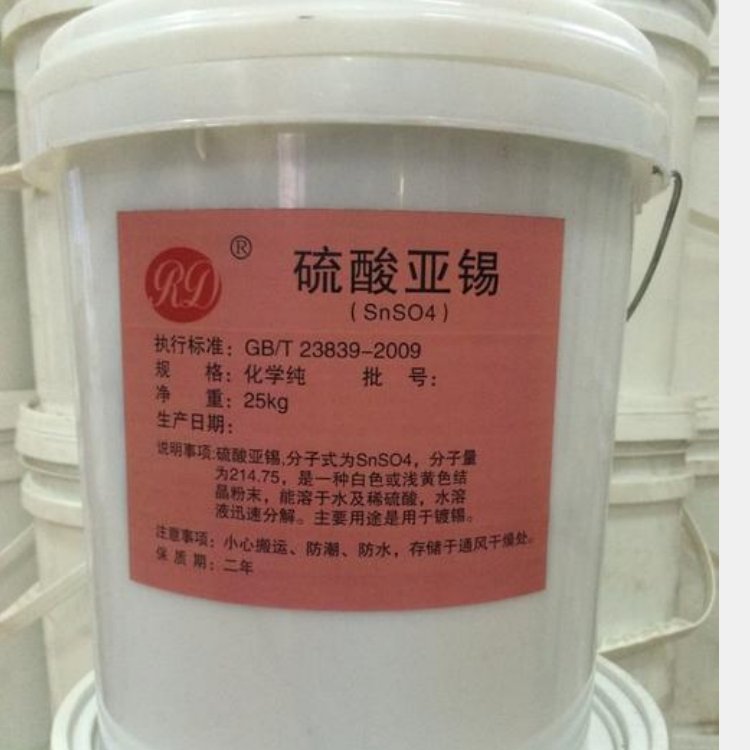 RD ®
硫酸亚锡
(SnSO4)
执行标准：GB/T 23839-2009
规 格：化学纯 批 号：
净 重：25kg
生产日期：
说明事项:硫酸亚锡,分子式为SnSO4，分子量
为214.75，是一种白色或浅黄色结
晶粉末，能溶于水及稀硫酸，水溶
液迅速分解。主要用途是用于镀锡。
注意事项：小心搬运、防潮、防水，存储于通风干燥处。
保 质 期：二年